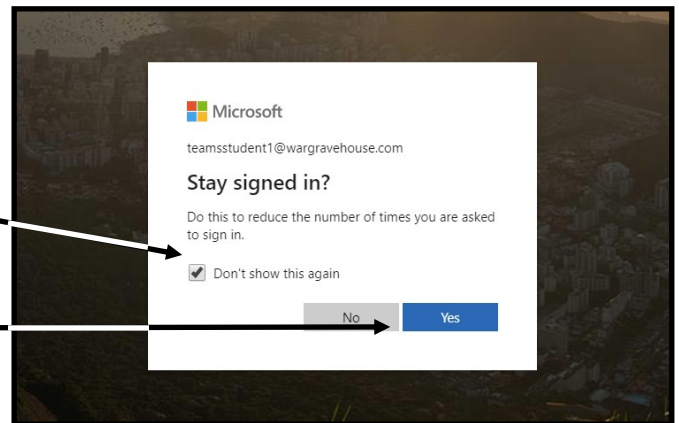 Microsoft
teamsstudent1@wargravehouse.com
Stay signed in?
Do this to reduce the number of times you are asked
to sign in.
Don't show this again
No
Yes